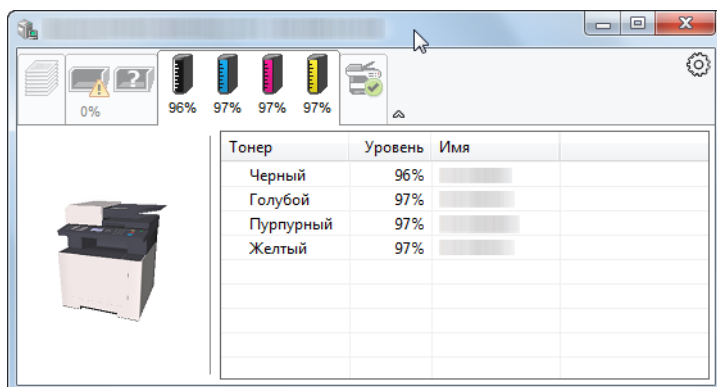 0%
96%
97%
97%
97%
Тонер Уровень Имя
Черный 96%
Голубой 97%
Пурпурный 97%
Желтый 97%